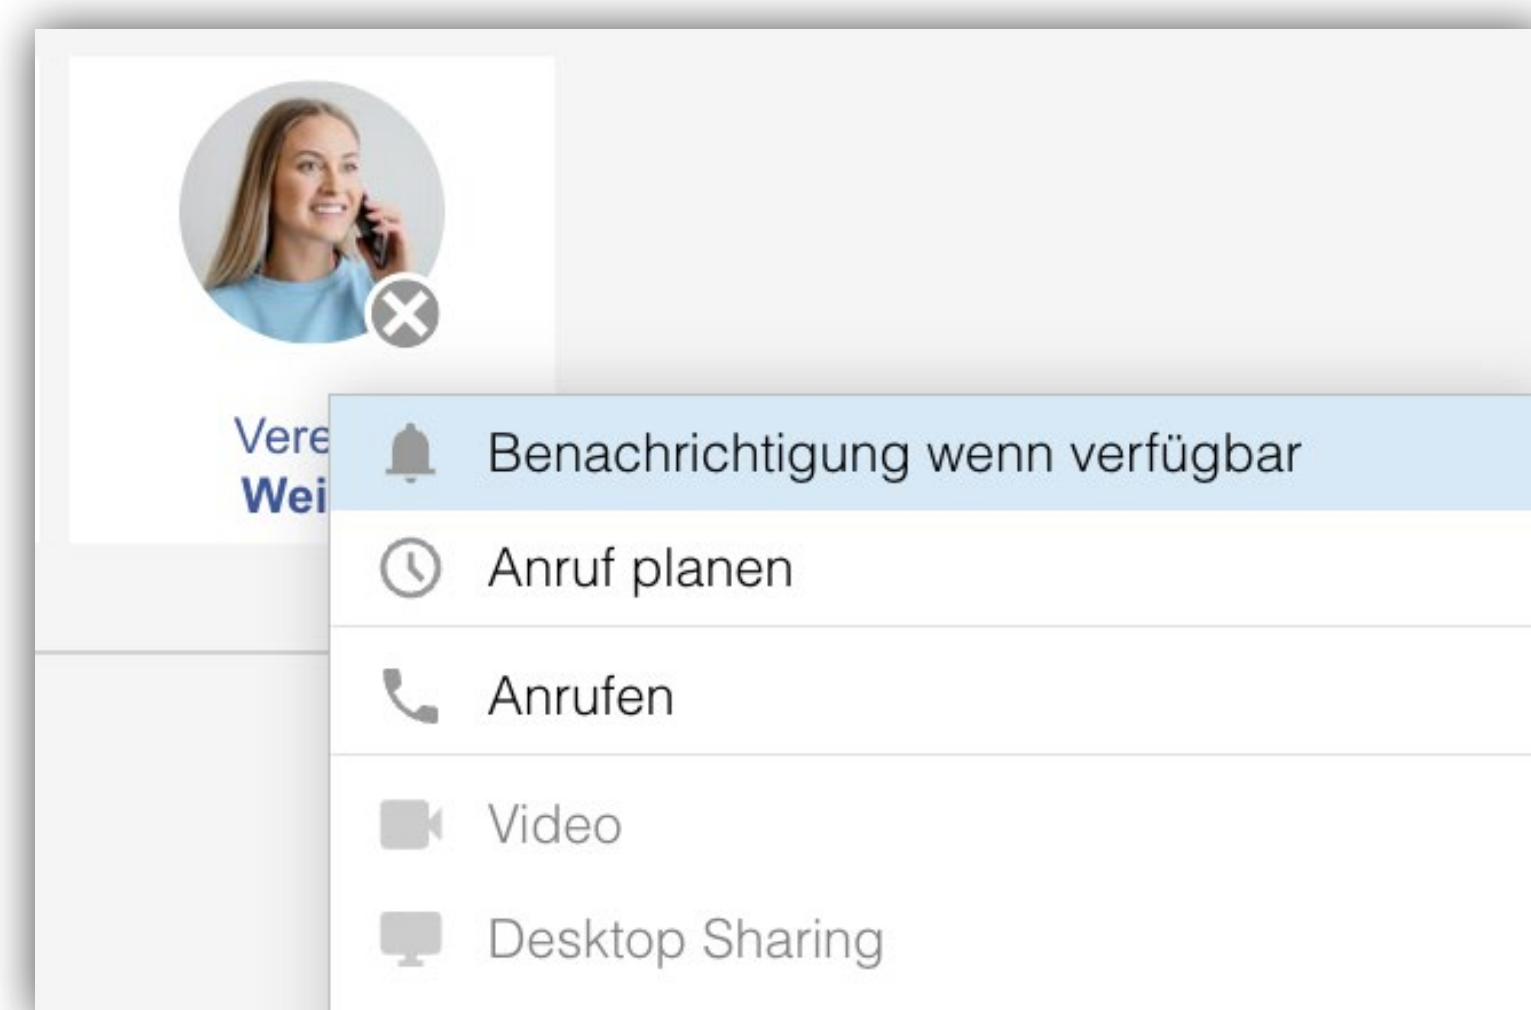 Vere
Wei
Benachrichtigung wenn verfügbar
Anruf planen
Anrufen
Video
Desktop Sharing